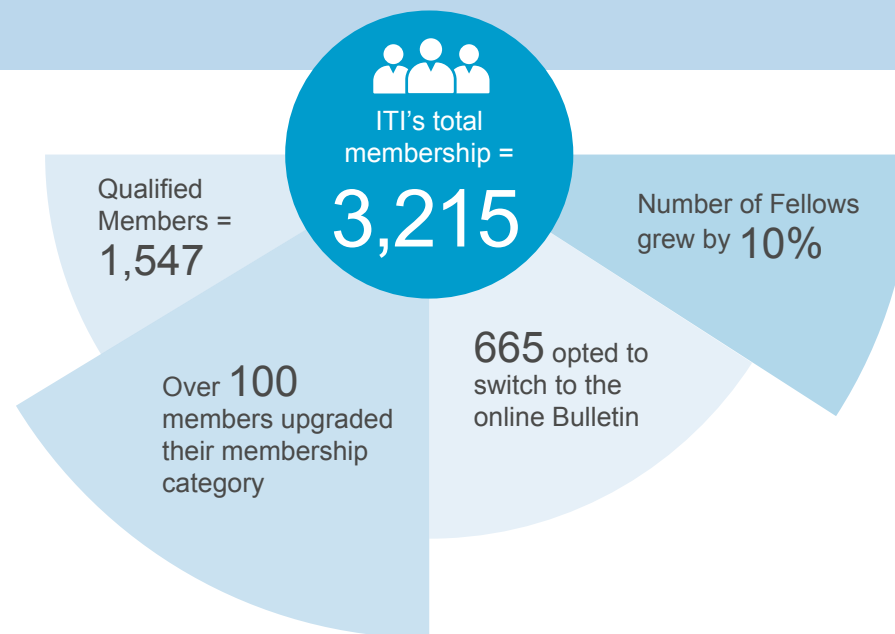 ITI's total
membership =
3,215
Qualified
Members =
1,547
Over 100
members upgraded
their membership
category
665 opted to
switch to the
online Bulletin
Number of Fellows
grew by 10%